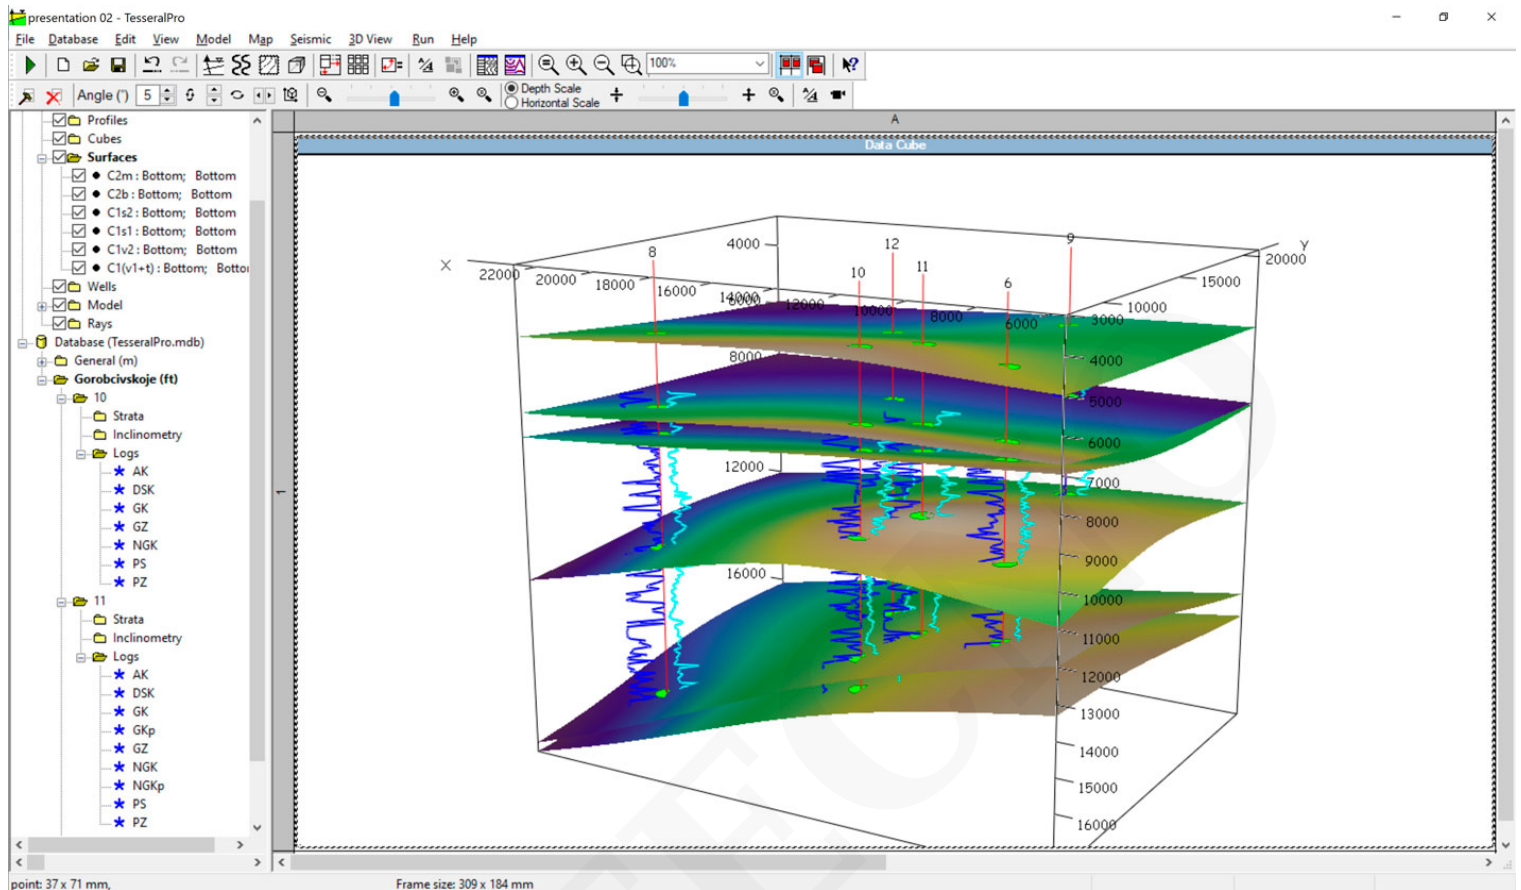 presentation 02 - TesseralPro
File Database Edit View Model Map Seismic 3D View Run Help
100%
Angle (°) 5 Depth Scale
Horizontal Scale
Profiles
Cubes
Surfaces
C2m : Bottom; Bottom
C2b : Bottom; Bottom
C1s2 : Bottom; Bottom
C1s1 : Bottom; Bottom
C1v2 : Bottom; Bottom
C1(v1+t) : Bottom; Bottor
Wells
Model
Rays
Database (TesseralPro.mdb)
General (m)
Gorobcivskoje (ft)
10
Strata
Inclinometry
Logs
AK
DSK
GK
GZ
NGK
PS
PZ
11
Strata
Inclinometry
Logs
AK
DSK
GK
GKp
GZ
NGK
NGKp
PS
PZ
A
1
Data Cube
X
22000 20000 18000 16000 14000 12000 10000 8000 6000
Y
20000
15000
10000
8 12 9
10 11 6
4000
6000
8000
12000
16000
3000
4000
5000
6000
7000
8000
9000
10000
11000
12000
13000
14000
15000
16000
point: 37 x 71 mm, Frame size: 309 x 184 mm